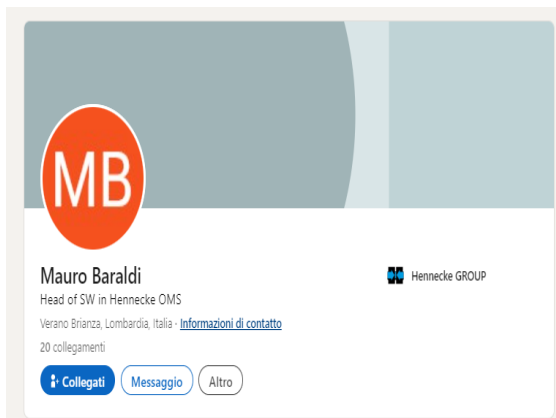 MB
Mauro Baraldi
Hennecke GROUP
Head of SW in Hennecke OMS
Verano Brianza, Lombardia, Italia · Informazioni di contatto
20 collegamenti
Collegati
Messaggio
Altro